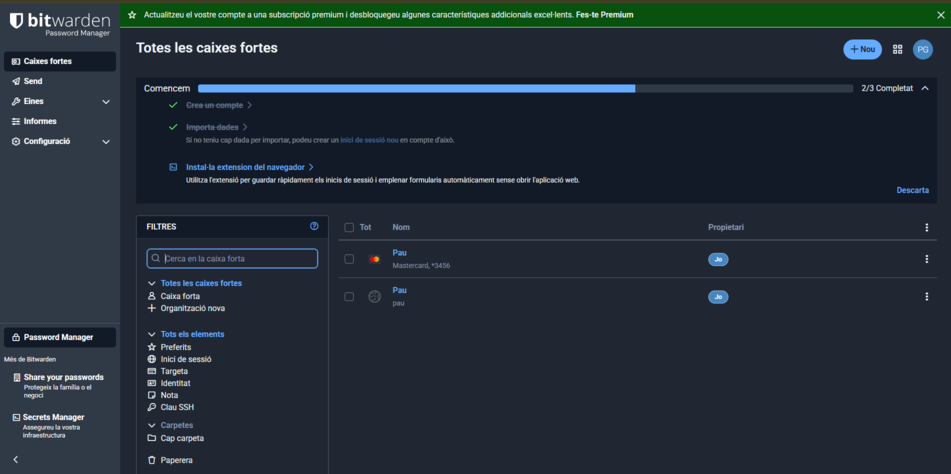 bitwarden
Password Manager
Actualitzeu el vostre compte a una subscripció premium i desbloquegeu algunes característiques addicionals excel·lents. Fes-te Premium
Caixes fortes
Send
Eines
Informes
Configuració
Totes les caixes fortes
Nou
PG
Comencem
2/3 Completat
Crea un compte
Importa dades
Si no teniu cap dada per importar, podeu crear un inici de sessió nou en compte d'això.
Instal·la extension del navegador
Utilitza l'extensió per guardar ràpidament els inicis de sessió i emplenar formularis automàticament sense obrir l'aplicació web.
Descarta
FILTRES
Cerca en la caixa forta
Totes les caixes fortes
Caixa forta
Organització nova
Tots els elements
Preferits
Inici de sessió
Targeta
Identitat
Nota
Clau SSH
Carpetes
Cap carpeta
Paperera
Tot Nom Propietari
Pau
Mastercard, *3456
Jo
Pau
pau
Jo
Password Manager
Més de Bitwarden
Share your passwords
Protegeix la família o el
negoci
Secrets Manager
Assegureu la vostra
infraestructura